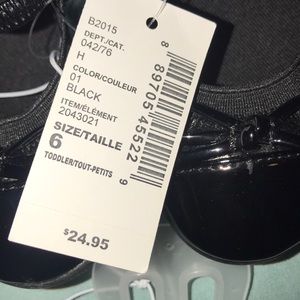 B2015
DEPT./CAT.
042/76
H
COLOR/COULEUR
01
BLACK
ITEM/ÉLÉMENT
2043021
SIZE/TAILLE
6
TODDLER/TOUT-PETITS
$24.95
8 89705 45522 9